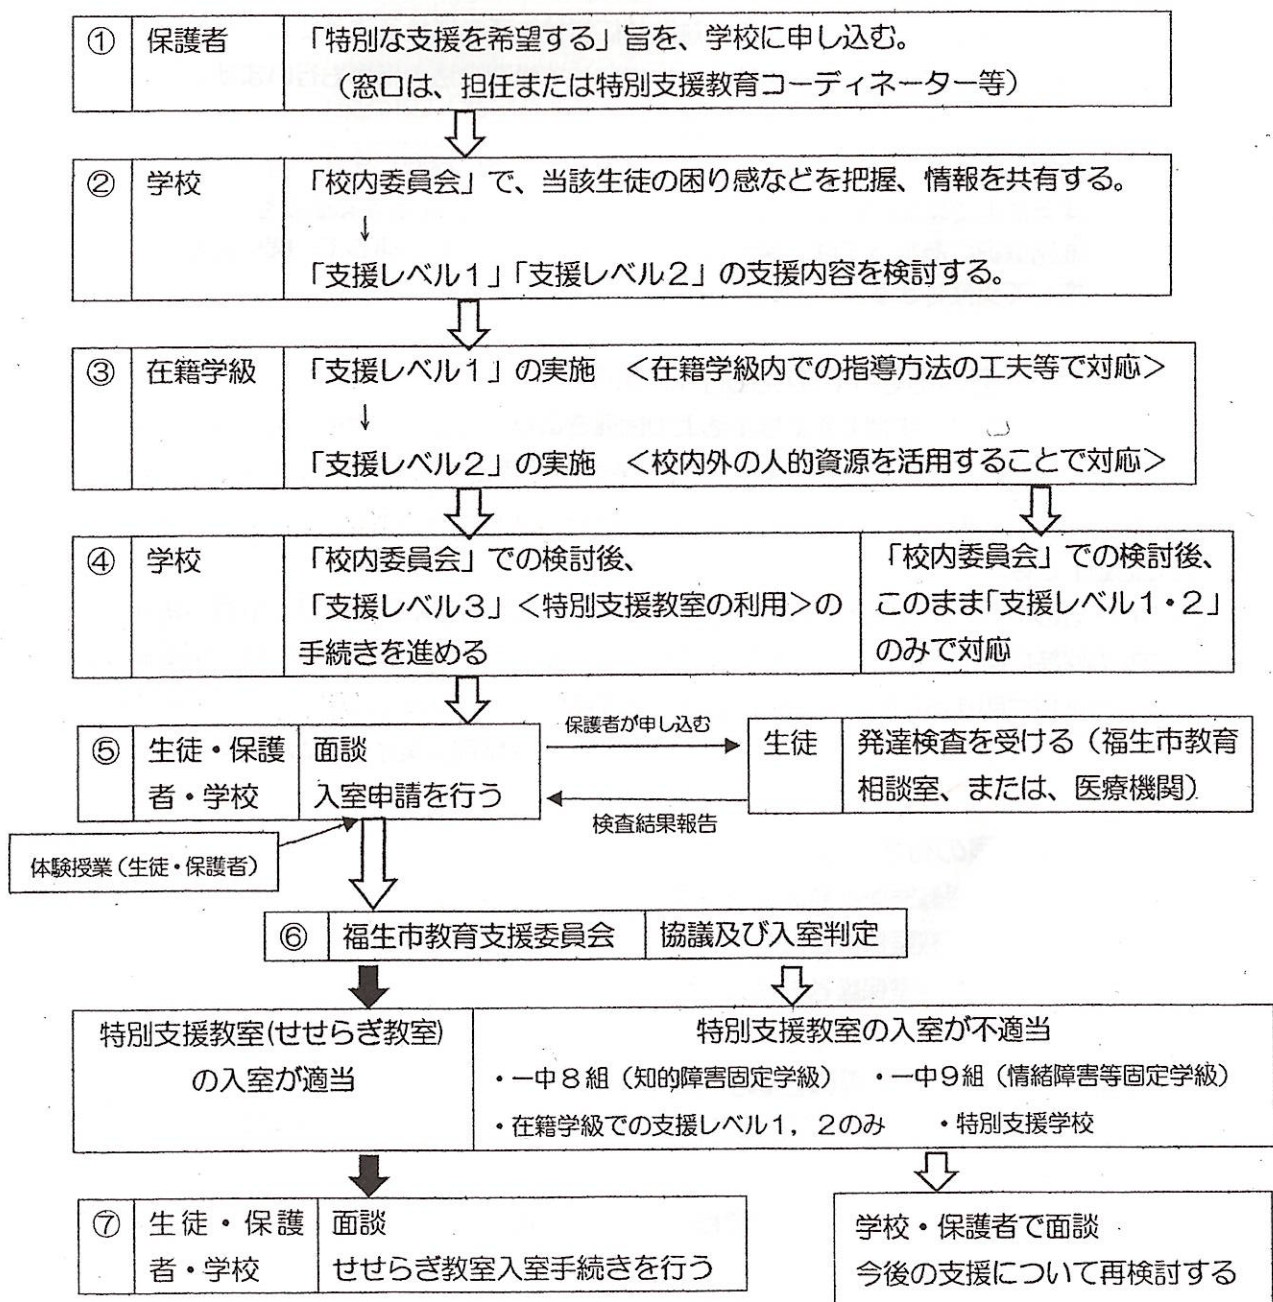 ① 保護者 「特別な支援を希望する」旨を、学校に申し込む。
（窓口は、担任または特別支援教育コーディネーター等）
② 学校 「校内委員会」で、当該生徒の困り感などを把握、情報を共有する。
↓
「支援レベル１」「支援レベル２」の支援内容を検討する。
③ 在籍学級 「支援レベル１」の実施 ＜在籍学級内での指導方法の工夫等で対応＞
↓
「支援レベル２」の実施 ＜校内外の人的資源を活用することで対応＞
④ 学校 「校内委員会」での検討後、
「支援レベル３」＜特別支援教室の利用＞の
手続きを進める
「校内委員会」での検討後、
このまま「支援レベル１・２」
のみで対応
⑤ 生徒・保護
者・学校
面談
入室申請を行う
保護者が申し込む
検査結果報告
生徒 発達検査を受ける（福生市教育
相談室、または、医療機関）
体験授業（生徒・保護者）
⑥ 福生市教育支援委員会 協議及び入室判定
特別支援教室(せせらぎ教室)
の入室が適当
特別支援教室の入室が不適当
・一中８組（知的障害固定学級） ・一中９組（情緒障害等固定学級）
・在籍学級での支援レベル１，２のみ ・特別支援学校
⑦ 生徒・保護
者・学校
面談
せせらぎ教室入室手続きを行う
学校・保護者で面談
今後の支援について再検討する